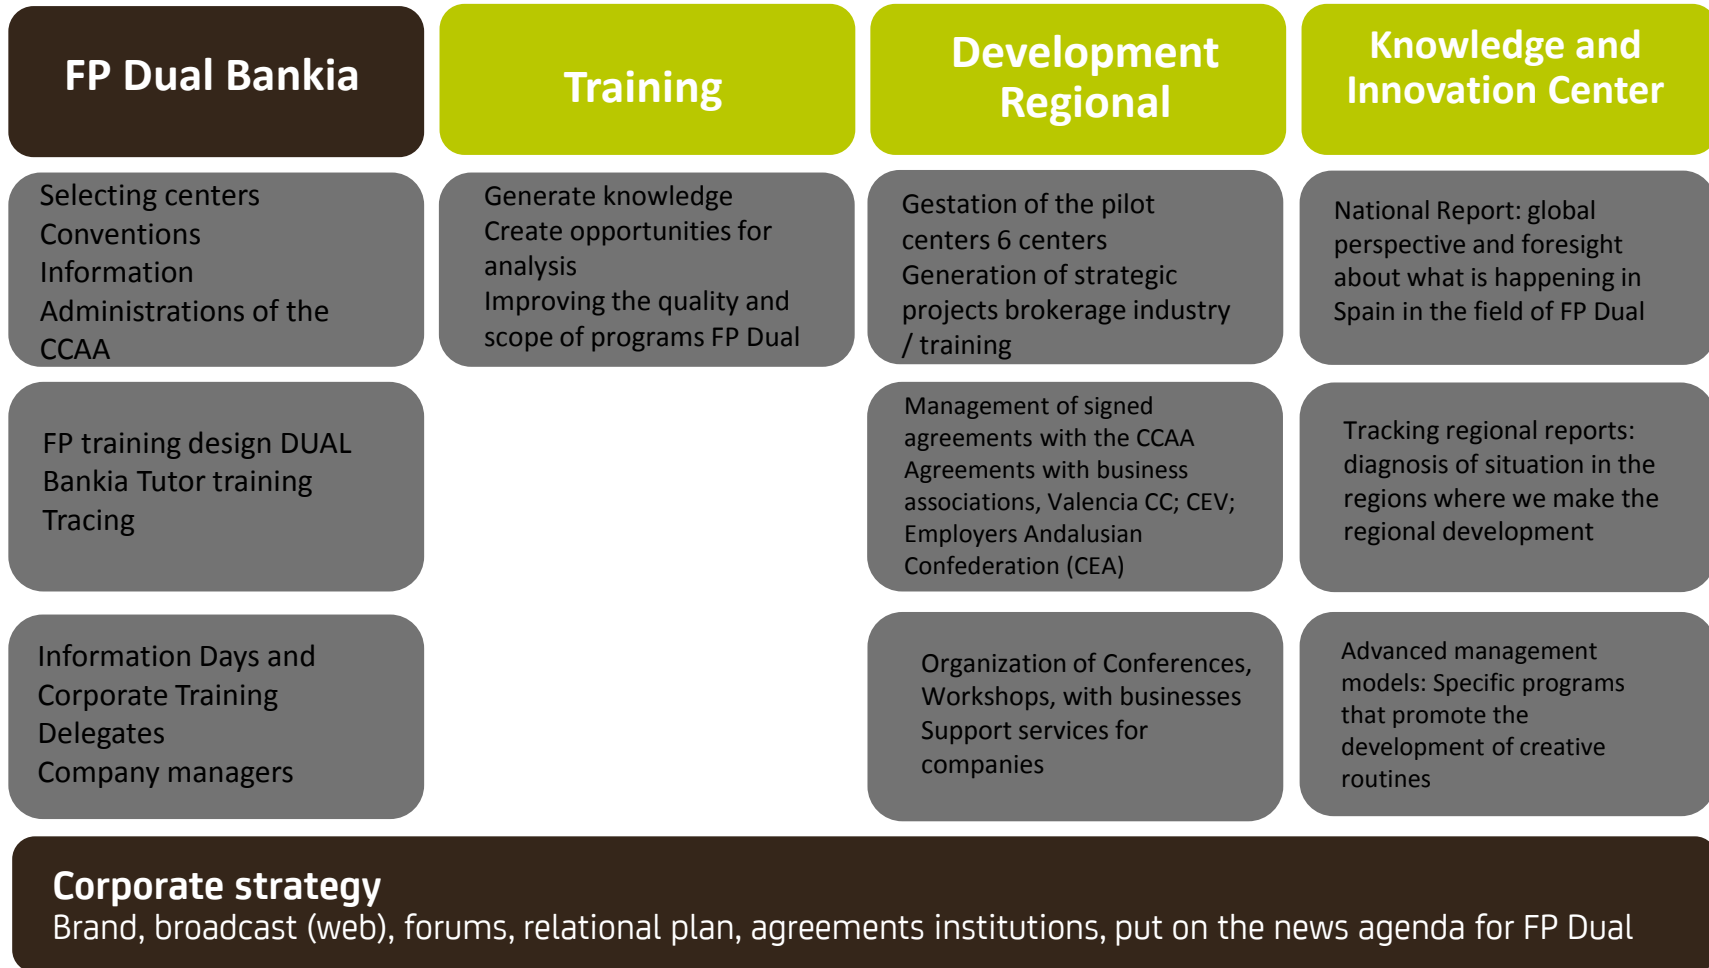 FP Dual Bankia
Selecting centers
Conventions
Information
Administrations of the
CCAA
FP training design DUAL
Bankia Tutor training
Tracing
Information Days and
Corporate Training
Delegates
Company managers
Training
Generate knowledge
Create opportunities for
analysis
Improving the quality and
scope of programs FP Dual
Development
Regional
Gestation of the pilot
centers 6 centers
Generation of strategic
projects brokerage industry
/ training
Management of signed
agreements with the CCAA
Agreements with business
associations, Valencia CC; CEV;
Employers Andalusian
Confederation (CEA)
Organization of Conferences,
Workshops, with businesses
Support services for
companies
Knowledge and
Innovation Center
National Report: global
perspective and foresight
about what is happening in
Spain in the field of FP Dual
Tracking regional reports:
diagnosis of situation in the
regions where we make the
regional development
Advanced management
models: Specific programs
that promote the
development of creative
routines
Corporate strategy
Brand, broadcast (web), forums, relational plan, agreements institutions, put on the news agenda for FP Dual